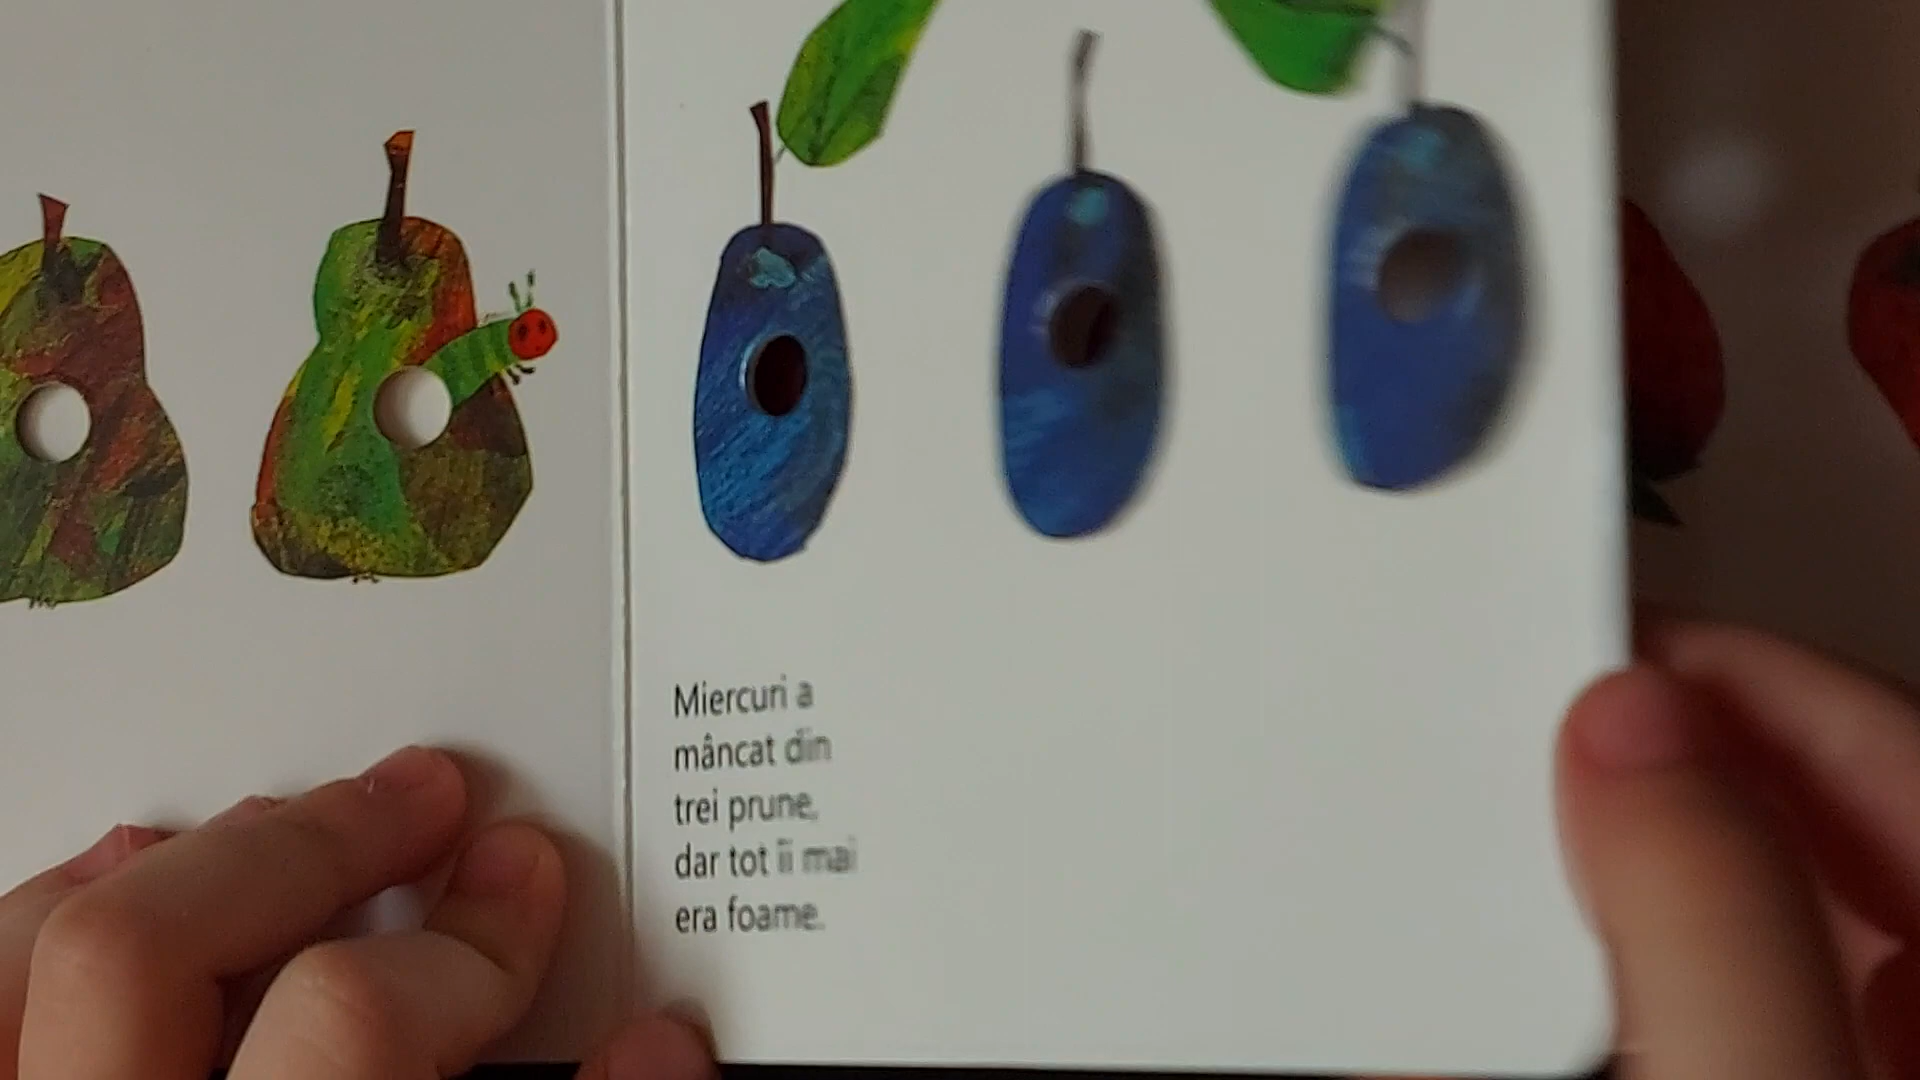 Miercuri a
mâncat din
trei prune,
dar tot îi mai
era foame.